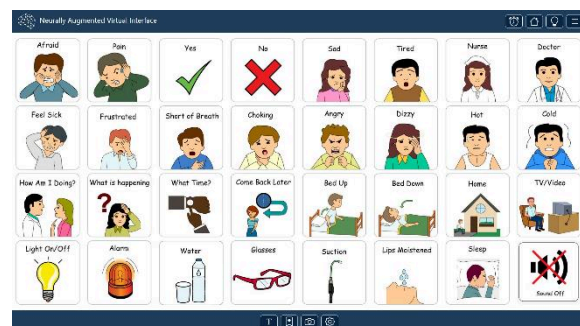 Neurally Augmented Virtual Interface
Afraid
Pain
Yes
No
Sad
Tired
Nurse
Doctor
Feel Sick
Frustrated
Short of Breath
Choking
Angry
Dizzy
Hot
Cold
How Am I Doing?
What is happening
What Time?
Come Back Later
Bed Up
Bed Down
Home
TV/Video
Light On/Off
Alarm
Water
Glasses
Suction
Lips Moistened
Sleep
Sound Off
T